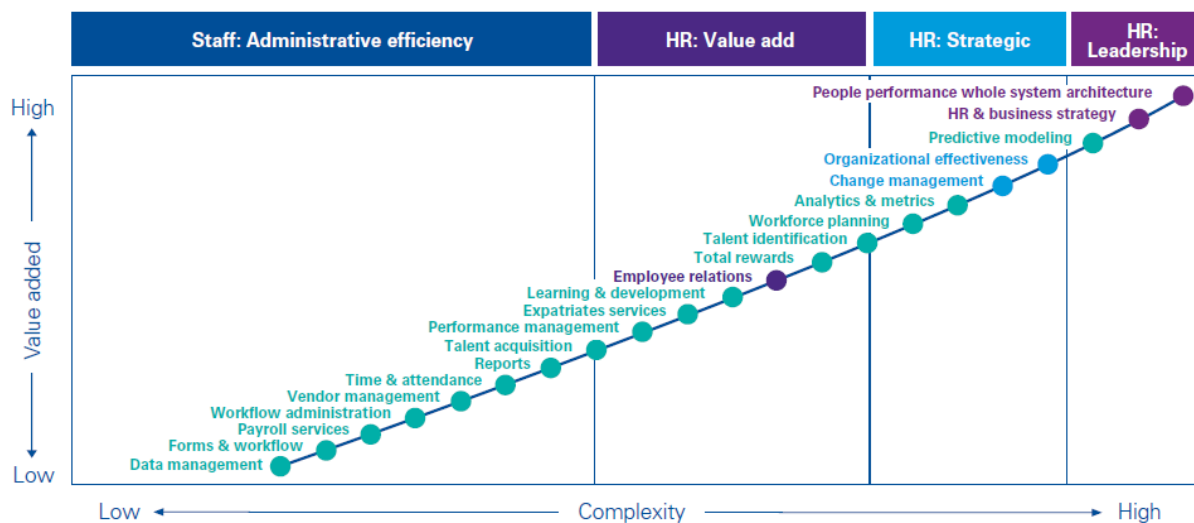 Staff: Administrative efficiency
HR: Value add
HR: Strategic
HR:
Leadership
High
Value added
Low
People performance whole system architecture
HR & business strategy
Predictive modeling
Organizational effectiveness
Change management
Analytics & metrics
Workforce planning
Talent identification
Total rewards
Employee relations
Learning & development
Expatriates services
Performance management
Talent acquisition
Reports
Time & attendance
Vendor management
Workflow administration
Payroll services
Forms & workflow
Data management
Low
Complexity
High